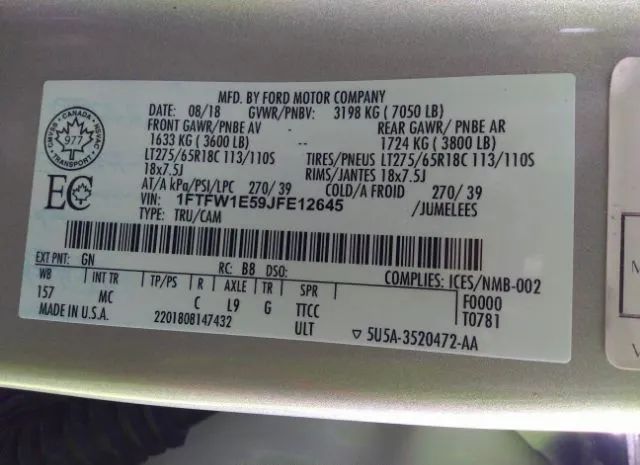 MFD. BY FORD MOTOR COMPANY
DATE: 08/18 GVWR/PNBV: 3198 KG ( 7050 LB)
FRONT GAWR/PNBE AV REAR GAWR/ PNBE AR
1633 KG ( 3600 LB) 1724 KG ( 3800 LB)
LT275/65R18C 113/110S TIRES/PNEUS LT275/65R18C 113/110S
18x7.5J RIMS/JANTES 18x7.5J
AT/A kPa/PSI/LPC 270/ 39 COLD/A FROID 270/ 39
VIN: 1FTFW1E59JFE12645 /JUMELEES
TYPE: TRU/CAM
CANADA
977
TRANSPORT
EC
EXT PNT: GN RC: B8 DSO: COMPLIES: ICES/NMB-002
WB INT TR TP/PS R AXLE TR SPR F0000
157 MC C L9 G TTCC T0781
MADE IN U.S.A. 2201808147432 ULT ▽ 5U5A-3520472-AA
M
V